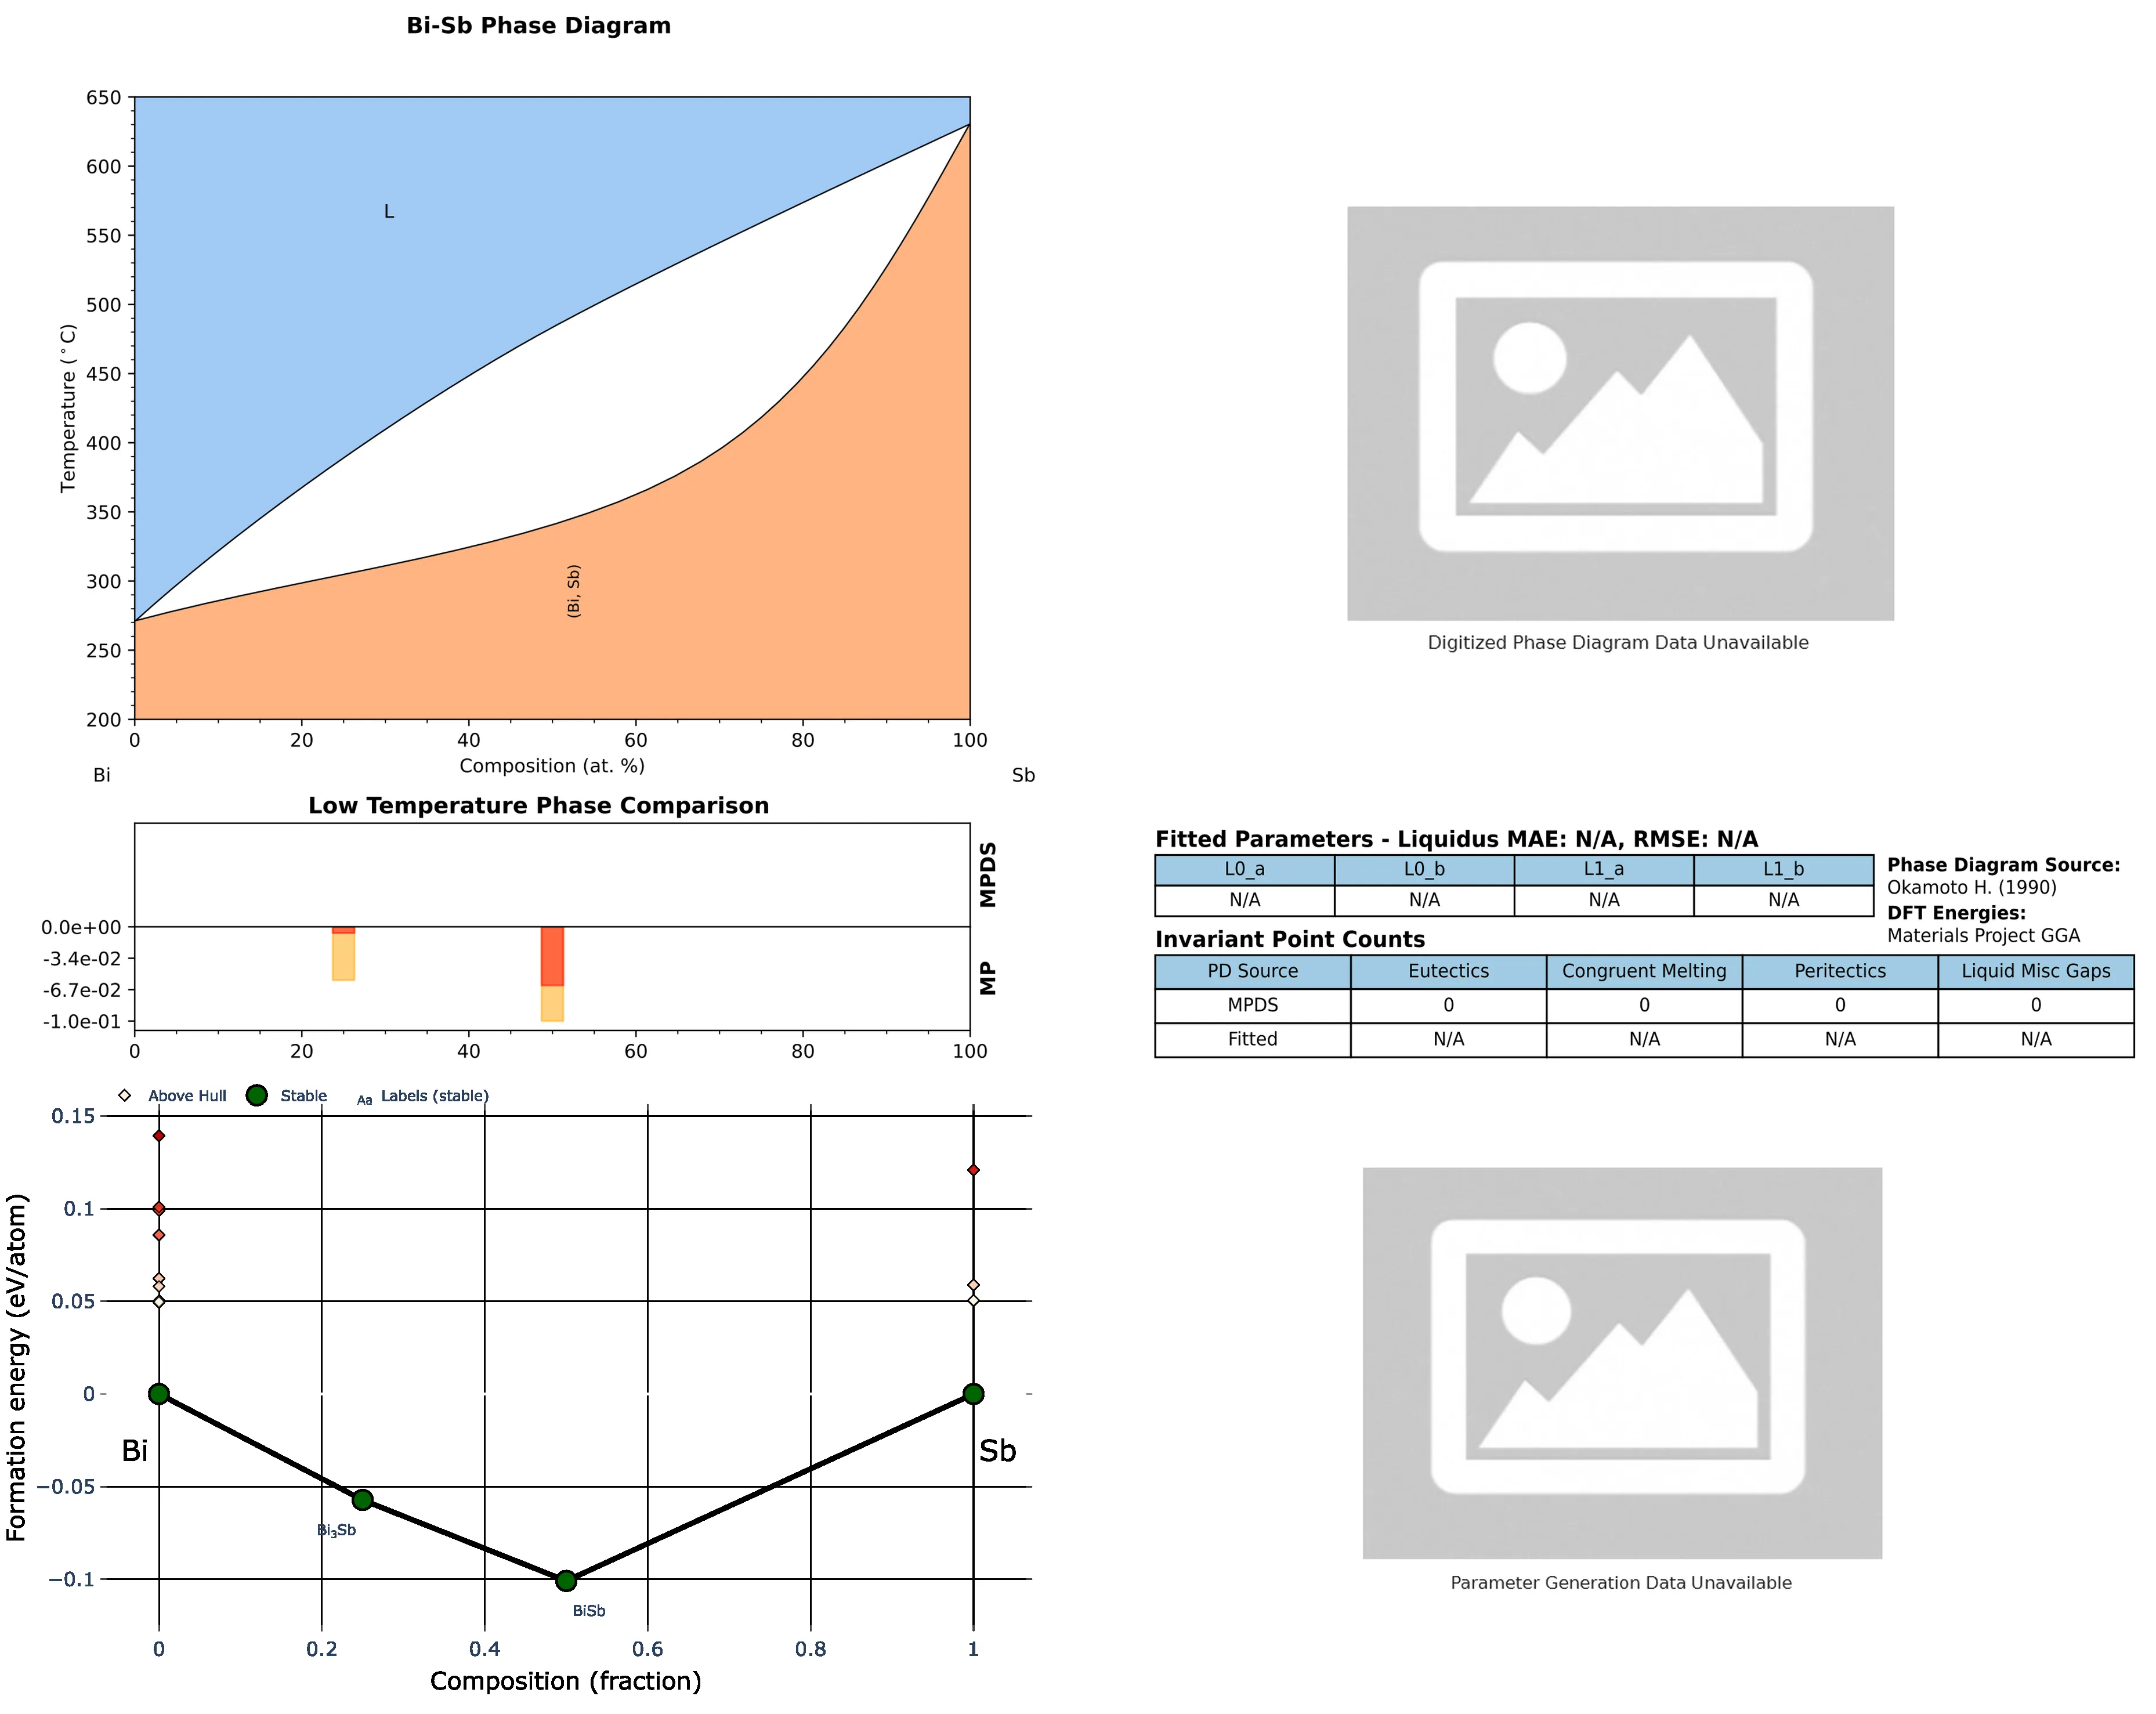 Bi-Sb Phase Diagram
650
600
550
500
450
400
350
300
250
200
Temperature (°C)
L
(Bi, Sb)
0 20 40 60 80 100
Composition (at. %)
Bi Sb
Digitized Phase Diagram Data Unavailable
Low Temperature Phase Comparison
MPDS
MP
0.0e+00
-3.4e-02
-6.7e-02
-1.0e-01
0 20 40 60 80 100
Fitted Parameters - Liquidus MAE: N/A, RMSE: N/A
L0_a L0_b L1_a L1_b
N/A N/A N/A N/A
Phase Diagram Source:
Okamoto H. (1990)
DFT Energies:
Materials Project GGA
Invariant Point Counts
PD Source Eutectics Congruent Melting Peritectics Liquid Misc Gaps
MPDS 0 0 0 0
Fitted N/A N/A N/A N/A
Above Hull Stable Aa Labels (stable)
0.15
0.1
0.05
0
−0.05
−0.1
Formation energy (eV/atom)
Bi Sb
Bi₃Sb
BiSb
0 0.2 0.4 0.6 0.8 1
Composition (fraction)
Parameter Generation Data Unavailable